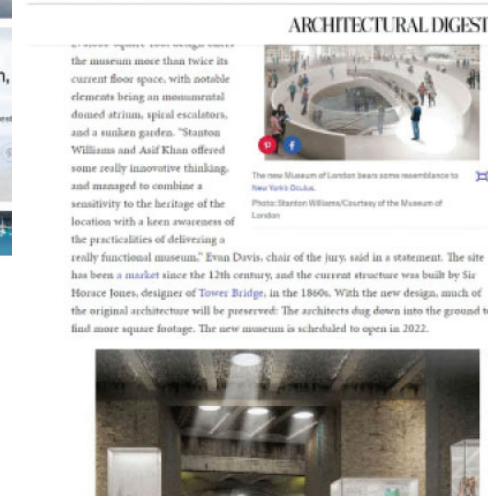 ARCHITECTURAL DIGEST
the museum more than twice its
current floor space, with notable
elements being an monumental
domed atrium, spiral escalators,
and a sunken garden. "Stanton
Williams and Asif Khan offered
some really innovative thinking,
and managed to combine a
sensitivity to the heritage of the
location with a keen awareness of
the practicalities of delivering a
The new Museum of London bears some resemblance to
New York's Oculus.
Photo: Stanton Williams/Courtesy of the Museum of
London
really functional museum," Evan Davis, chair of the jury, said in a statement. The site
has been a market since the 12th century, and the current structure was built by Sir
Horace Jones, designer of Tower Bridge, in the 1860s. With the new design, much of
the original architecture will be preserved: The architects dug down into the ground to
find more square footage. The new museum is scheduled to open in 2022.